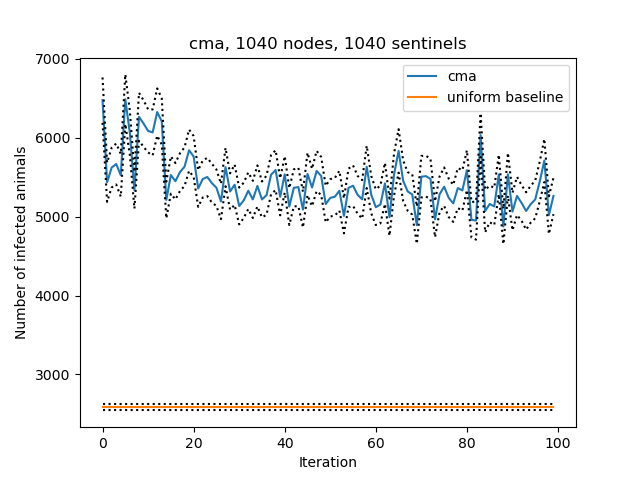 cma, 1040 nodes, 1040 sentinels
cma
uniform baseline
Number of infected animals
7000
6000
5000
4000
3000
0 20 40 60 80 100
Iteration